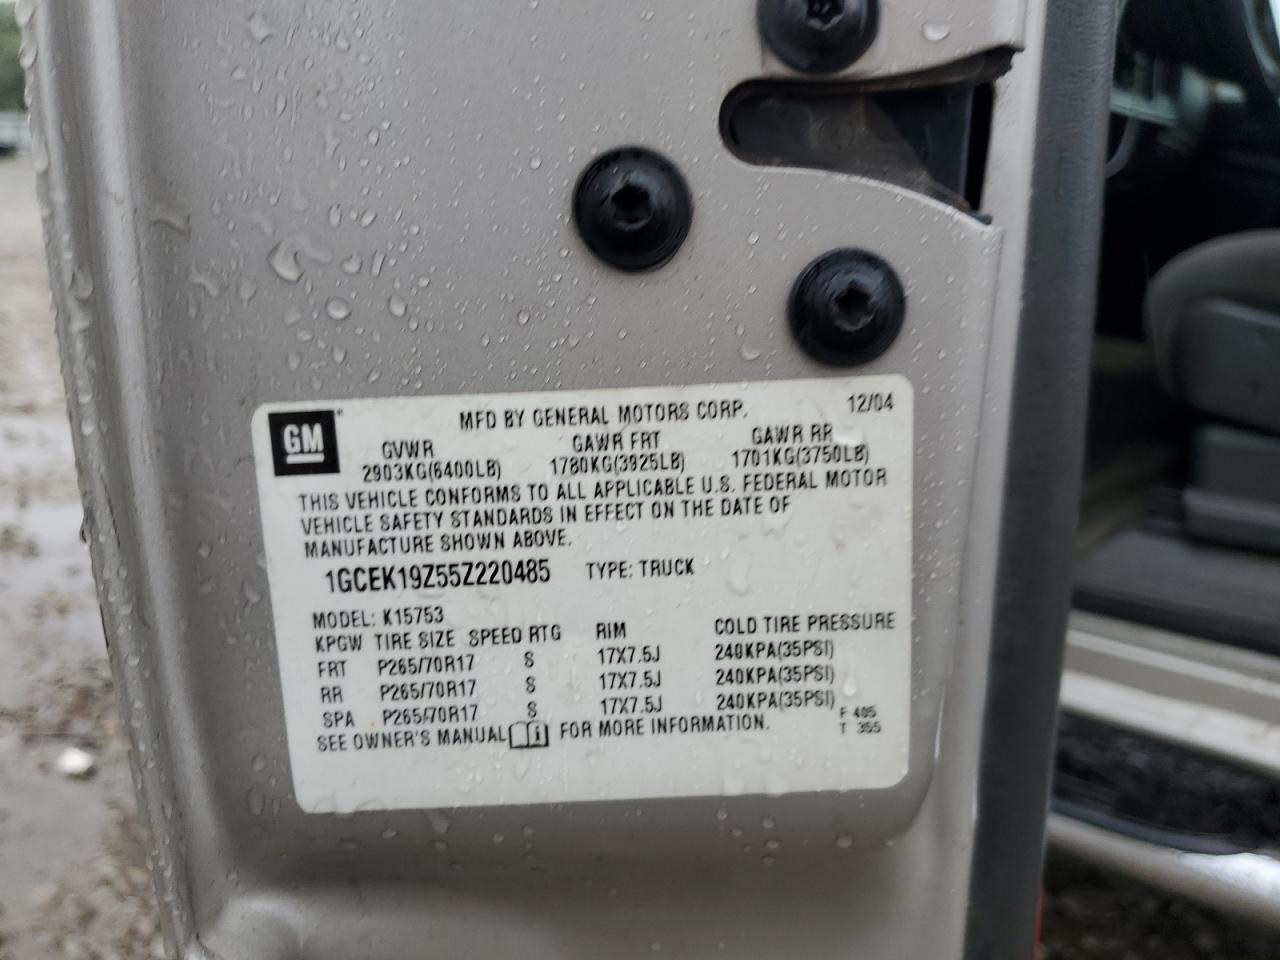 GM MFD BY GENERAL MOTORS CORP. 12/04
GVWR GAWR FRT GAWR RR
2903KG(6400LB) 1780KG(3925LB) 1701KG(3750LB)
THIS VEHICLE CONFORMS TO ALL APPLICABLE U.S. FEDERAL MOTOR
VEHICLE SAFETY STANDARDS IN EFFECT ON THE DATE OF
MANUFACTURE SHOWN ABOVE.
1GCEK19Z55Z220485 TYPE: TRUCK
MODEL: K15753
KPGW TIRE SIZE SPEED RTG RIM COLD TIRE PRESSURE
FRT P265/70R17 S 17X7.5J 240KPA(35PSI)
RR P265/70R17 S 17X7.5J 240KPA(35PSI)
SPA P265/70R17 S 17X7.5J 240KPA(35PSI)
SEE OWNER'S MANUAL i FOR MORE INFORMATION.
F 405
T 355